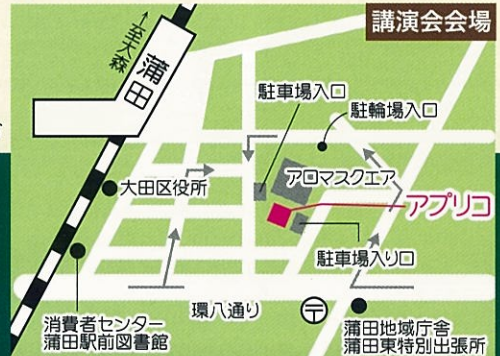 講演会会場
←至大森
蒲田
駐車場入口
駐輪場入口
アロマスクエア
大田区役所
アプリコ
駐車場入り口
環八通り
〒
消費者センター
蒲田駅前図書館
蒲田地域庁舎
蒲田東特別出張所